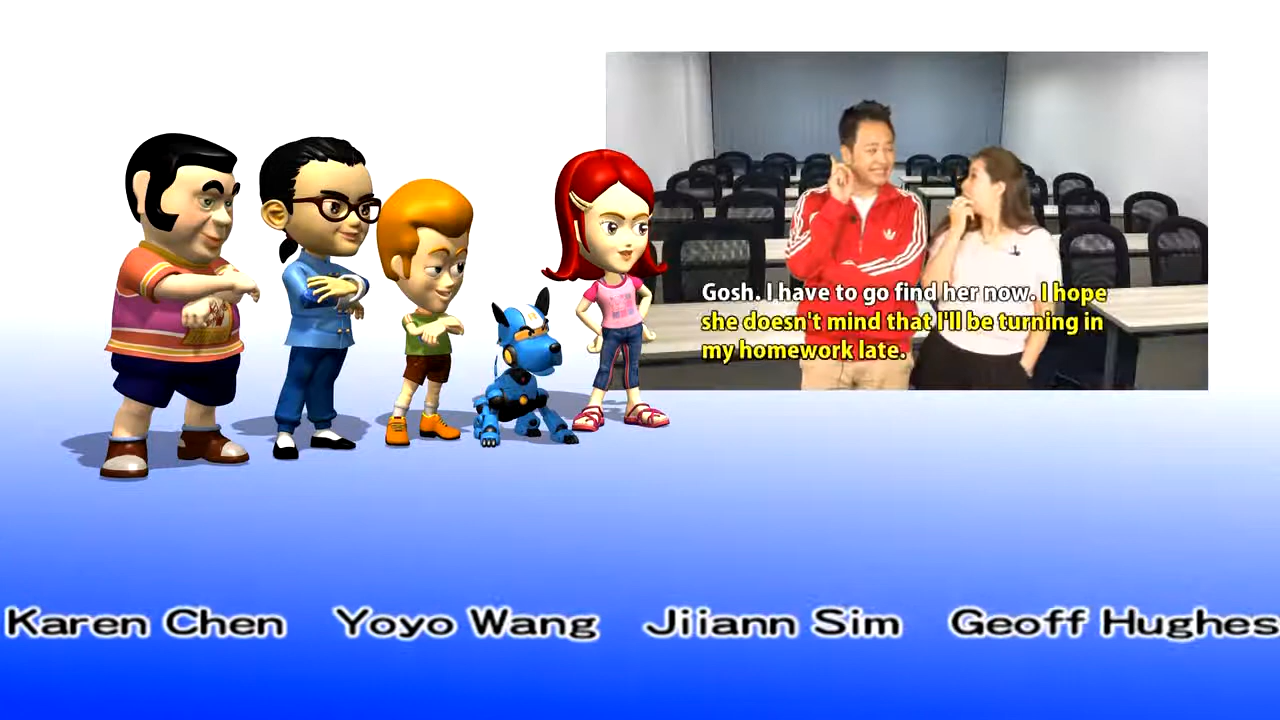 Gosh. I have to go find her now. I hope
she doesn't mind that I'll be turning in
my homework late.
Karen Chen Yoyo Wang Jiiann Sim Geoff Hughes